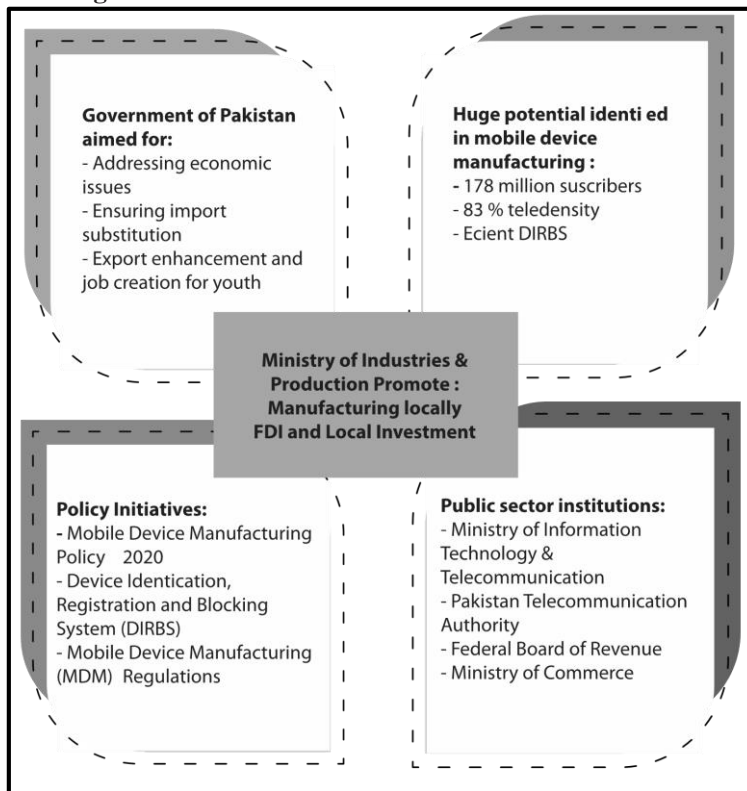 Government of Pakistan
aimed for:
- Addressing economic
issues
- Ensuring import
substitution
- Export enhancement and
job creation for youth
Huge potential identi ed
in mobile device
manufacturing :
- 178 million suscribers
- 83 % teledensity
- Ecient DIRBS
Ministry of Industries &
Production Promote :
Manufacturing locally
FDI and Local Investment
Policy Initiatives:
- Mobile Device Manufacturing
Policy 2020
- Device Identication,
Registration and Blocking
System (DIRBS)
- Mobile Device Manufacturing
(MDM) Regulations
Public sector institutions:
- Ministry of Information
Technology &
Telecommunication
- Pakistan Telecommunication
Authority
- Federal Board of Revenue
- Ministry of Commerce